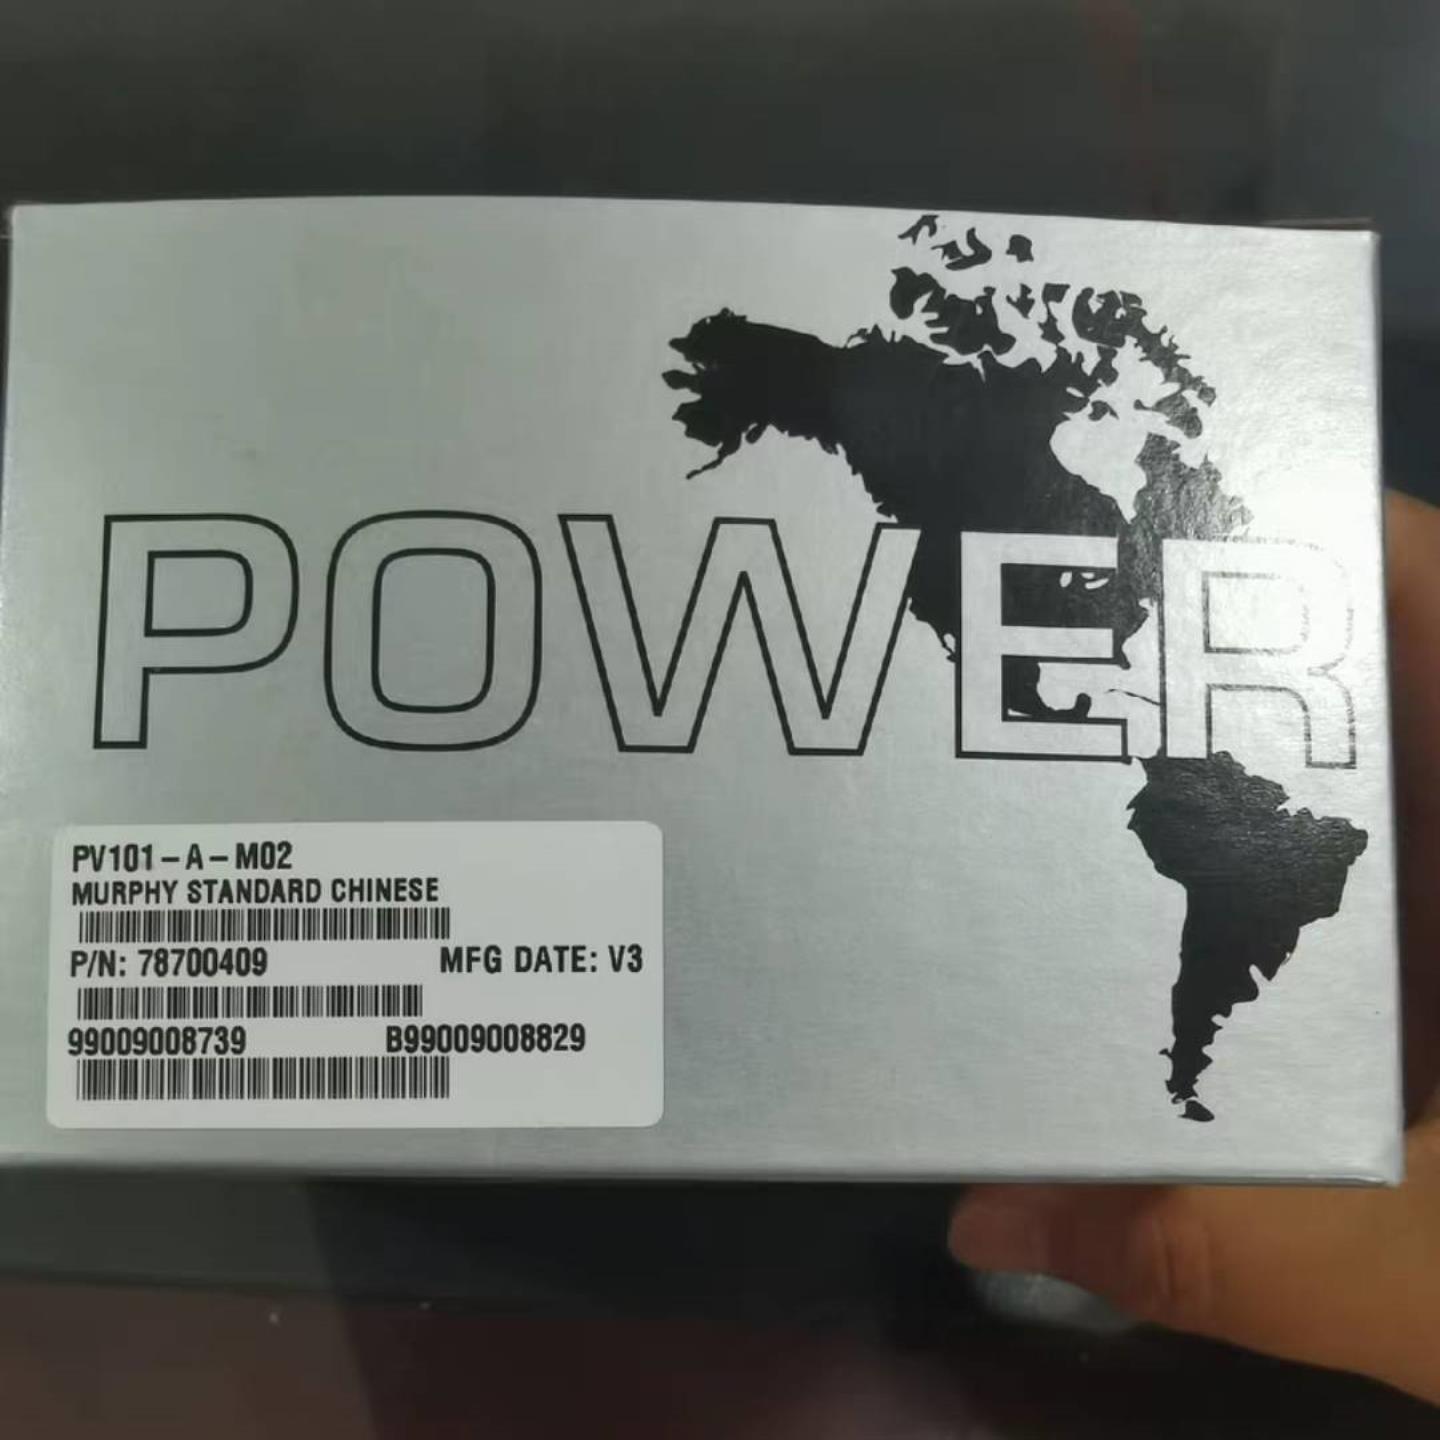 POWER
PV101-A-M02
MURPHY STANDARD CHINESE
P/N: 78700409 MFG DATE: V3
99009008739 B99009008829